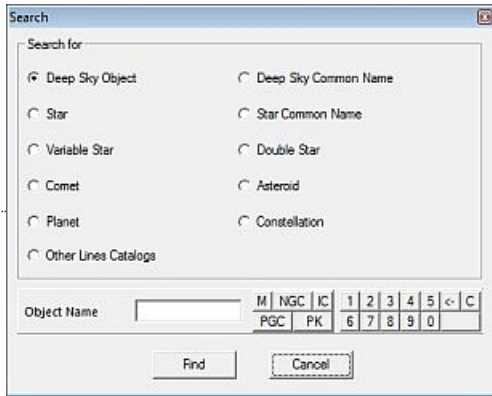 Search
Search for
Deep Sky Object Deep Sky Common Name
Star Star Common Name
Variable Star Double Star
Comet Asteroid
Planet Constellation
Other Lines Catalogs
Object Name M NGC IC 1 2 3 4 5 <- C
PGC PK 6 7 8 9 0
Find Cancel